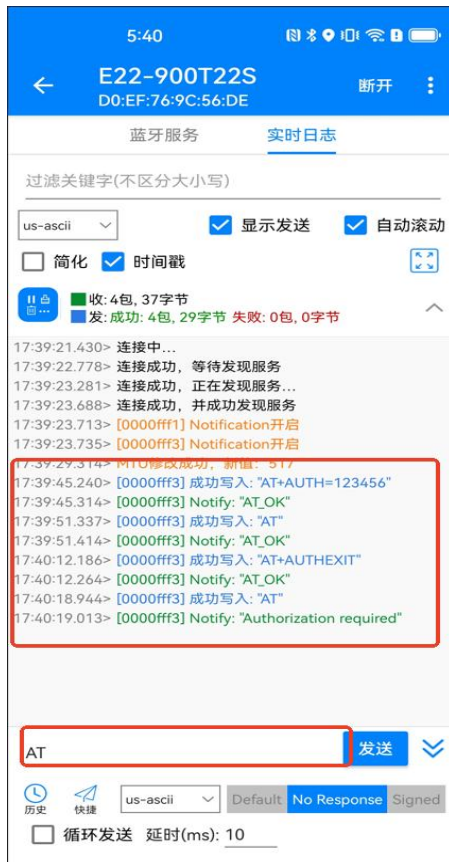 5:40
E22-900T22S
断开
D0:EF:76:9C:56:DE
蓝牙服务 实时日志
过滤关键字(不区分大小写)
us-ascii 显示发送 自动滚动
简化 时间戳
收: 4包, 37字节
发: 成功: 4包, 29字节 失败: 0包, 0字节
17:39:21.430> 连接中...
17:39:22.778> 连接成功，等待发现服务
17:39:23.281> 连接成功，正在发现服务...
17:39:23.688> 连接成功，并成功发现服务
17:39:23.713> [0000fff1] Notification开启
17:39:23.735> [0000fff3] Notification开启
17:39:29.314> MTU修改成功，新值：517
17:39:45.240> [0000fff3] 成功写入: "AT+AUTH=123456"
17:39:45.314> [0000fff3] Notify: "AT_OK"
17:39:51.337> [0000fff3] 成功写入: "AT"
17:39:51.414> [0000fff3] Notify: "AT_OK"
17:40:12.186> [0000fff3] 成功写入: "AT+AUTHEXIT"
17:40:12.264> [0000fff3] Notify: "AT_OK"
17:40:18.944> [0000fff3] 成功写入: "AT"
17:40:19.013> [0000fff3] Notify: "Authorization required"
AT 发送
历史 快捷 us-ascii Default No Response Signed
循环发送 延时(ms): 10